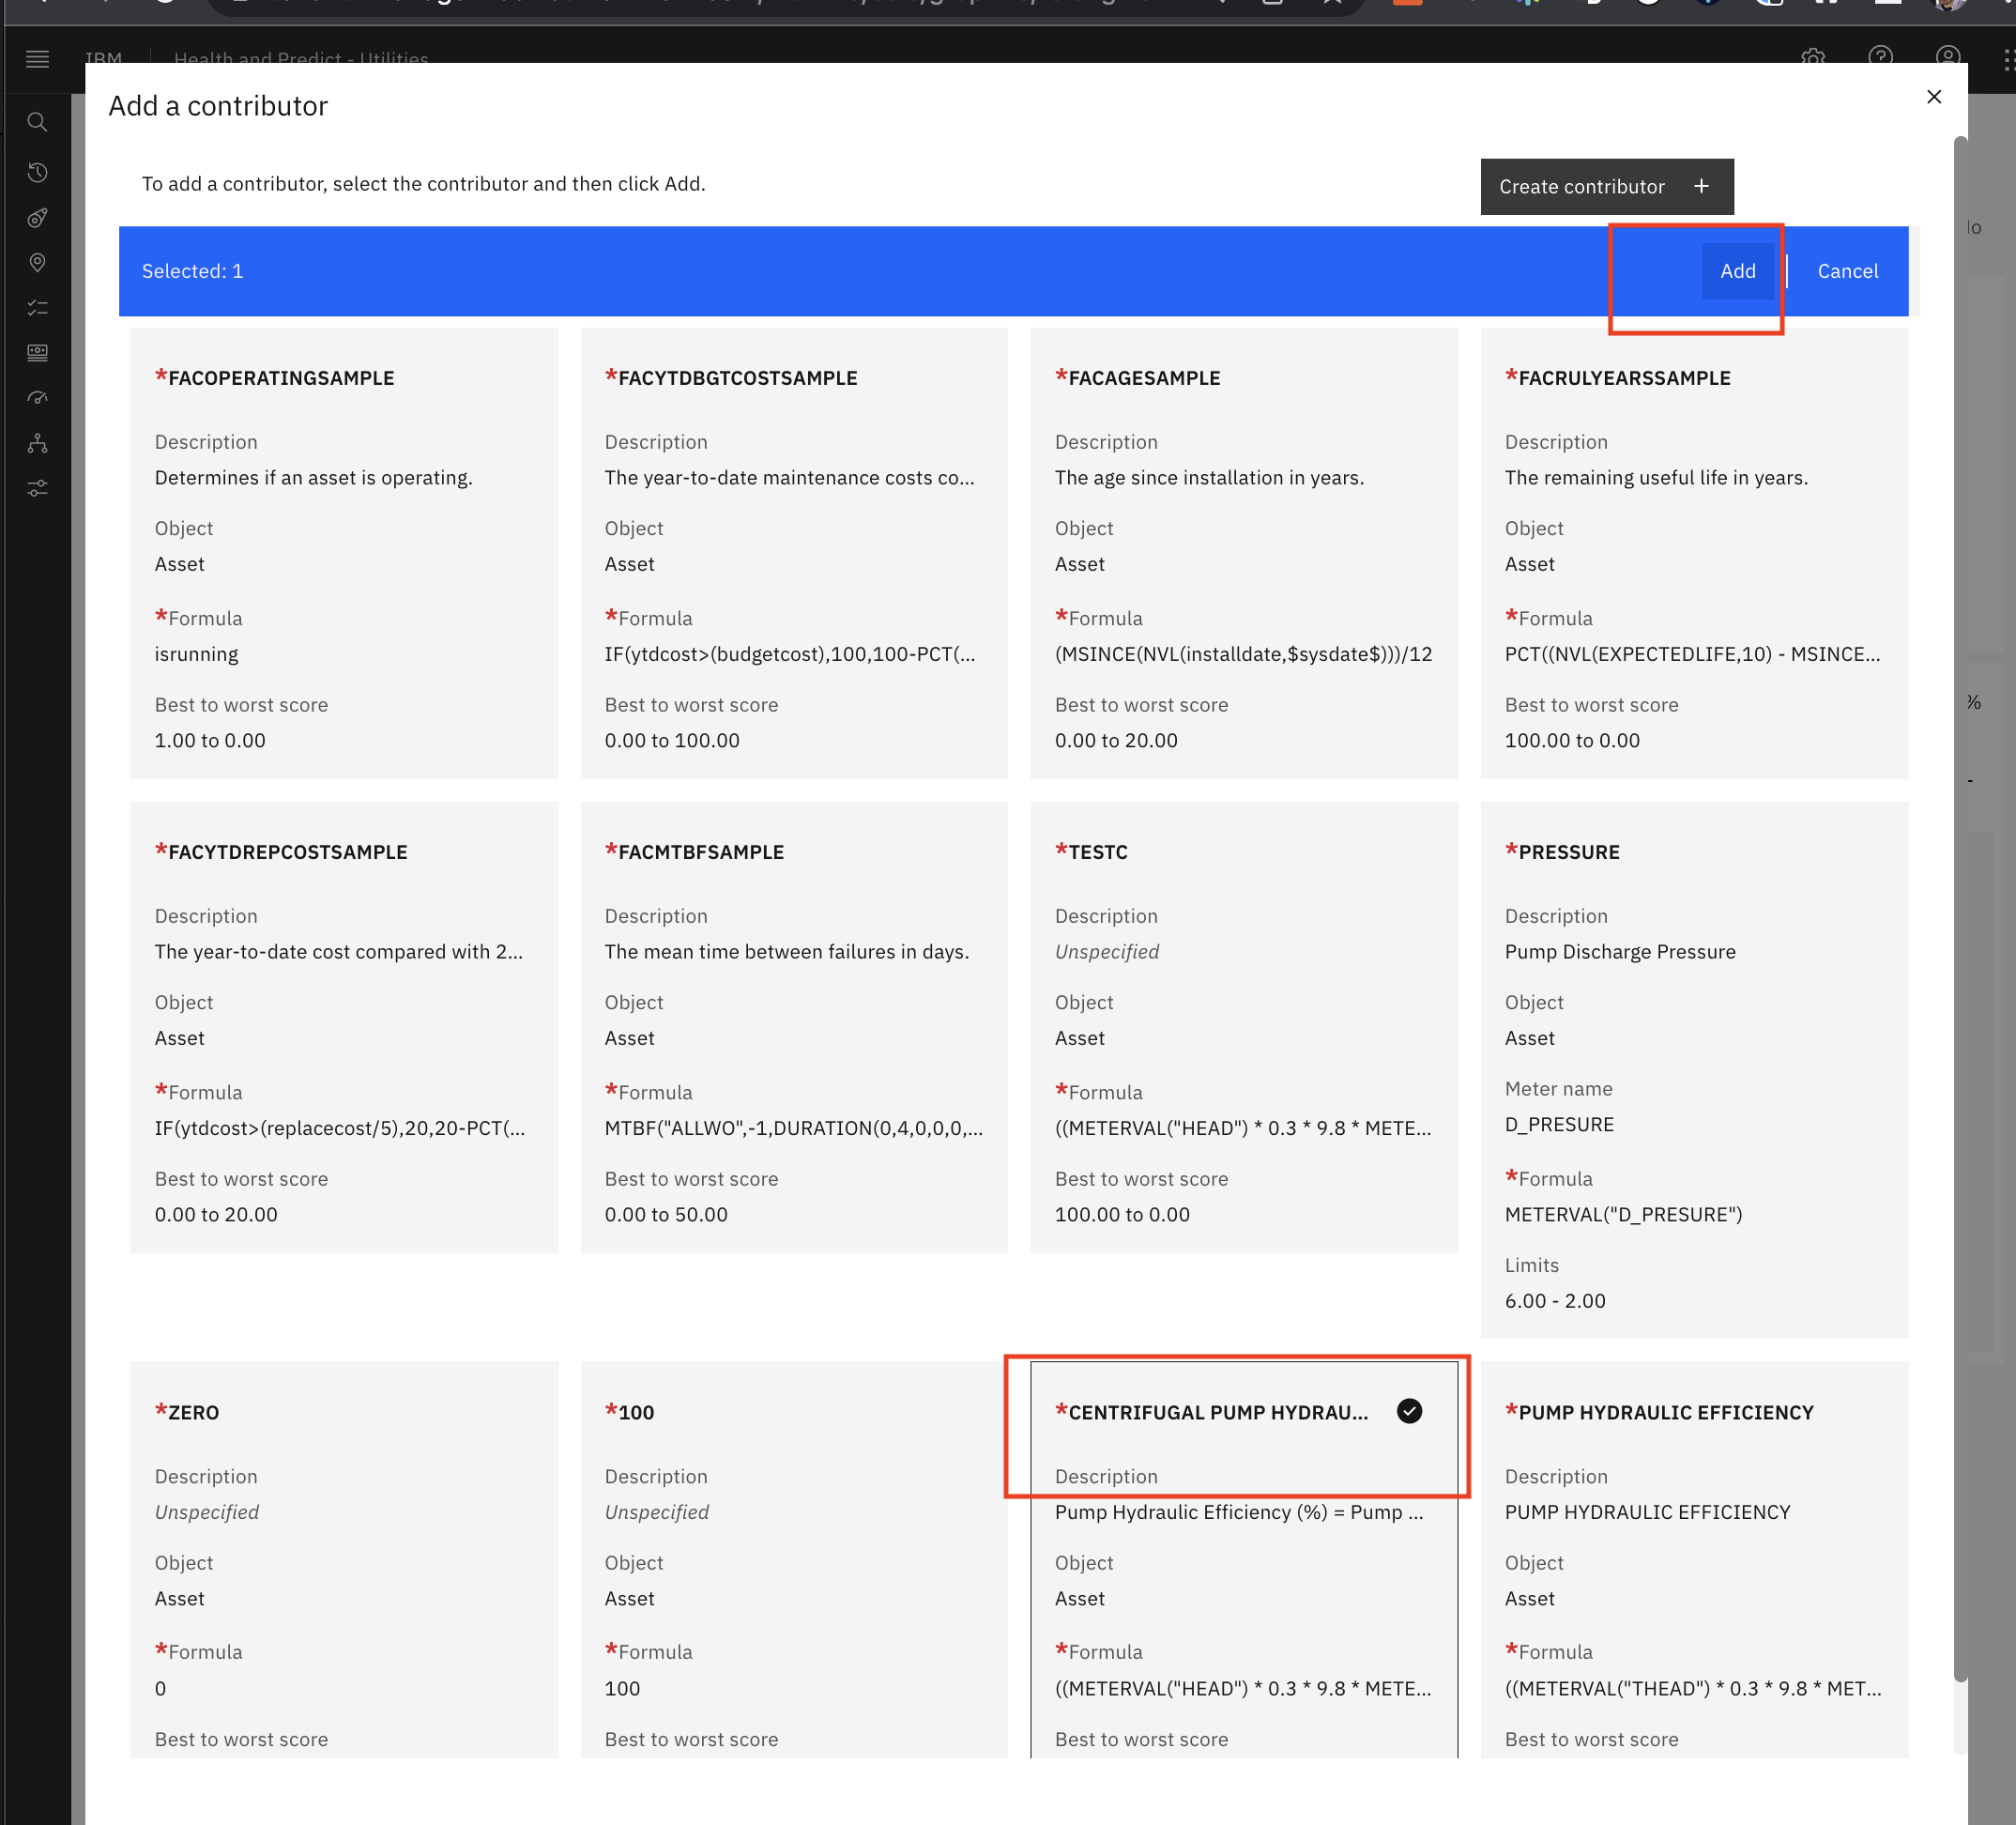 IBM Health and Predict - Utilities
Add a contributor
To add a contributor, select the contributor and then click Add.
Create contributor +
Selected: 1
Add
Cancel
*FACOPERATINGSAMPLE
Description
Determines if an asset is operating.
Object
Asset
*Formula
isrunning
Best to worst score
1.00 to 0.00
*FACYTDBGTCOSTSAMPLE
Description
The year-to-date maintenance costs co...
Object
Asset
*Formula
IF(ytdcost>(budgetcost),100,100-PCT(...
Best to worst score
0.00 to 100.00
*FACAGESAMPLE
Description
The age since installation in years.
Object
Asset
*Formula
(MSINCE(NVL(installdate,$sysdate$)))/12
Best to worst score
0.00 to 20.00
*FACRULYEARSSAMPLE
Description
The remaining useful life in years.
Object
Asset
*Formula
PCT((NVL(EXPECTEDLIFE,10) - MSINCE...
Best to worst score
100.00 to 0.00
*FACYTDREPCOSTSAMPLE
Description
The year-to-date cost compared with 2...
Object
Asset
*Formula
IF(ytdcost>(replacecost/5),20,20-PCT(...
Best to worst score
0.00 to 20.00
*FACMTBFSAMPLE
Description
The mean time between failures in days.
Object
Asset
*Formula
MTBF("ALLWO",-1,DURATION(0,4,0,0,0,...
Best to worst score
0.00 to 50.00
*TESTC
Description
Unspecified
Object
Asset
*Formula
((METERVAL("HEAD") * 0.3 * 9.8 * METE...
Best to worst score
100.00 to 0.00
*PRESSURE
Description
Pump Discharge Pressure
Object
Asset
Meter name
D_PRESURE
*Formula
METERVAL("D_PRESURE")
Limits
6.00 - 2.00
*ZERO
Description
Unspecified
Object
Asset
*Formula
0
Best to worst score
*100
Description
Unspecified
Object
Asset
*Formula
100
Best to worst score
*CENTRIFUGAL PUMP HYDRAU...
Description
Pump Hydraulic Efficiency (%) = Pump ...
Object
Asset
*Formula
((METERVAL("HEAD") * 0.3 * 9.8 * METE...
Best to worst score
*PUMP HYDRAULIC EFFICIENCY
Description
PUMP HYDRAULIC EFFICIENCY
Object
Asset
*Formula
((METERVAL("THEAD") * 0.3 * 9.8 * MET...
Best to worst score
%